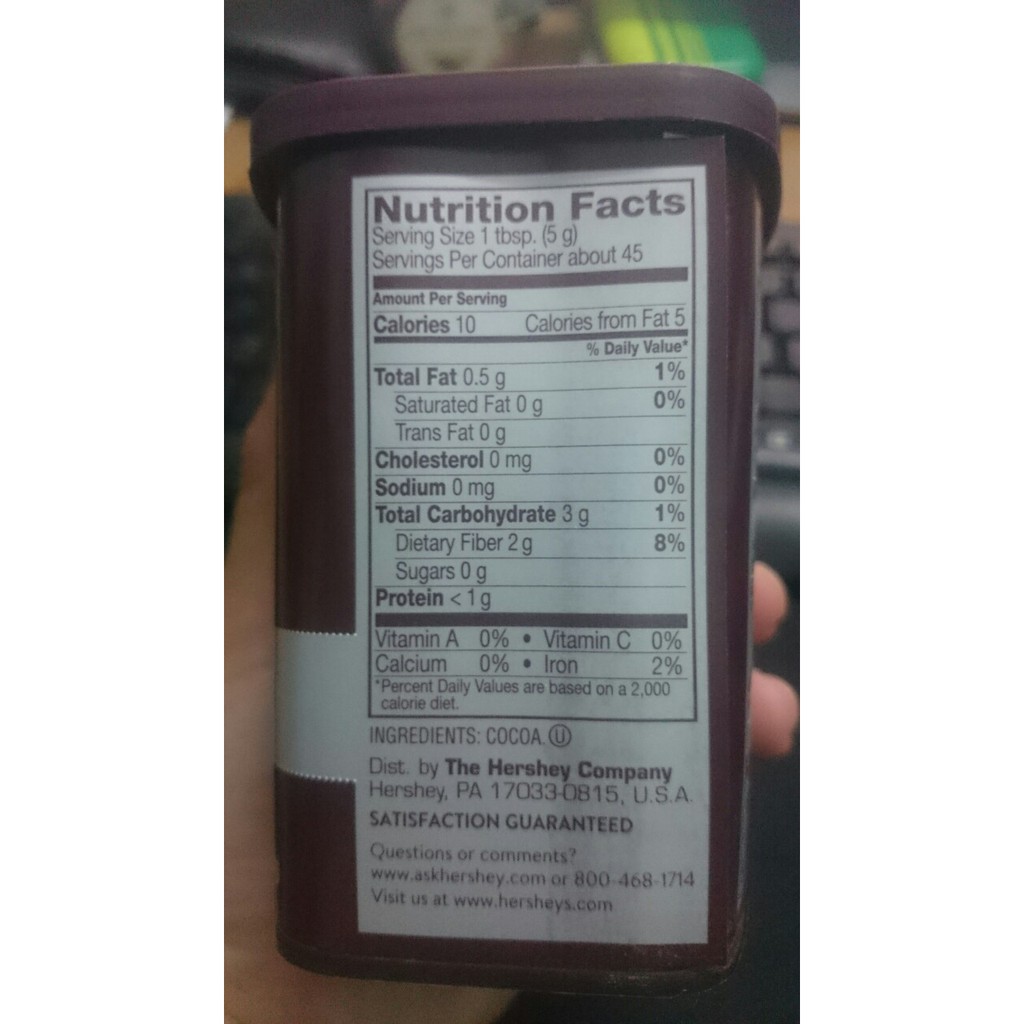 Nutrition Facts
Serving Size 1 tbsp. (5 g)
Servings Per Container about 45
Amount Per Serving
Calories 10 Calories from Fat 5
% Daily Value*
Total Fat 0.5 g 1%
Saturated Fat 0 g 0%
Trans Fat 0 g
Cholesterol 0 mg 0%
Sodium 0 mg 0%
Total Carbohydrate 3 g 1%
Dietary Fiber 2 g 8%
Sugars 0 g
Protein < 1 g
Vitamin A 0% • Vitamin C 0%
Calcium 0% • Iron 2%
*Percent Daily Values are based on a 2,000
calorie diet.
INGREDIENTS: COCOA. Ⓤ
Dist. by The Hershey Company
Hershey, PA 17033-0815, U.S.A.
SATISFACTION GUARANTEED
Questions or comments?
www.askhershey.com or 800-468-1714
Visit us at www.hersheys.com